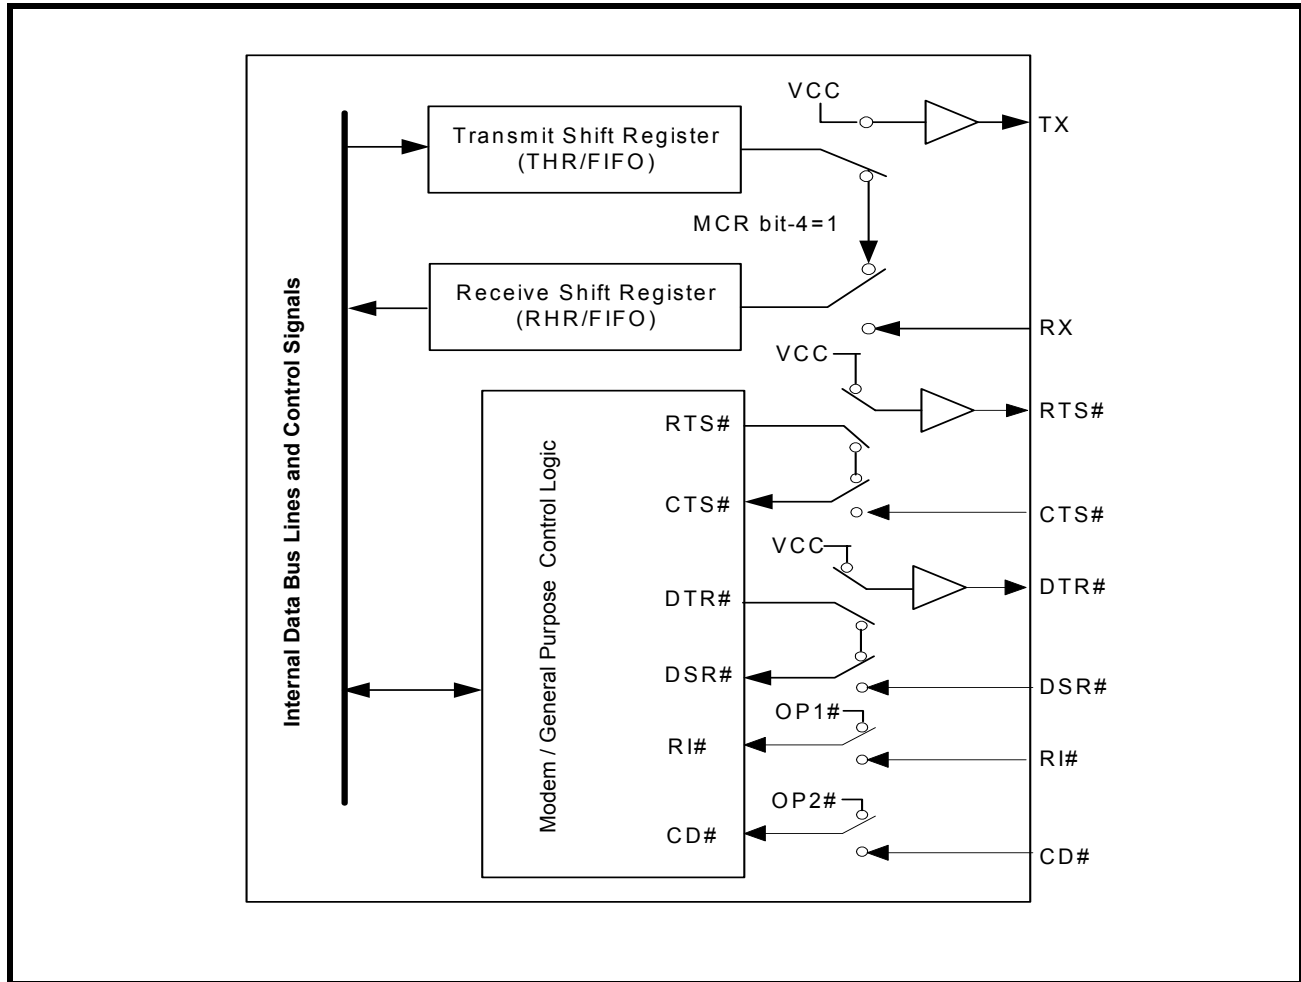 VCC
TX
Transmit Shift Register
(THR/FIFO)
MCR bit-4=1
Receive Shift Register
(RHR/FIFO)
RX
Internal Data Bus Lines and Control Signals
VCC
RTS#
RTS#
Modem / General Purpose Control Logic
CTS#
CTS#
VCC
DTR#
DTR#
DSR#
DSR#
OP1#
RI#
RI#
OP2#
CD#
CD#